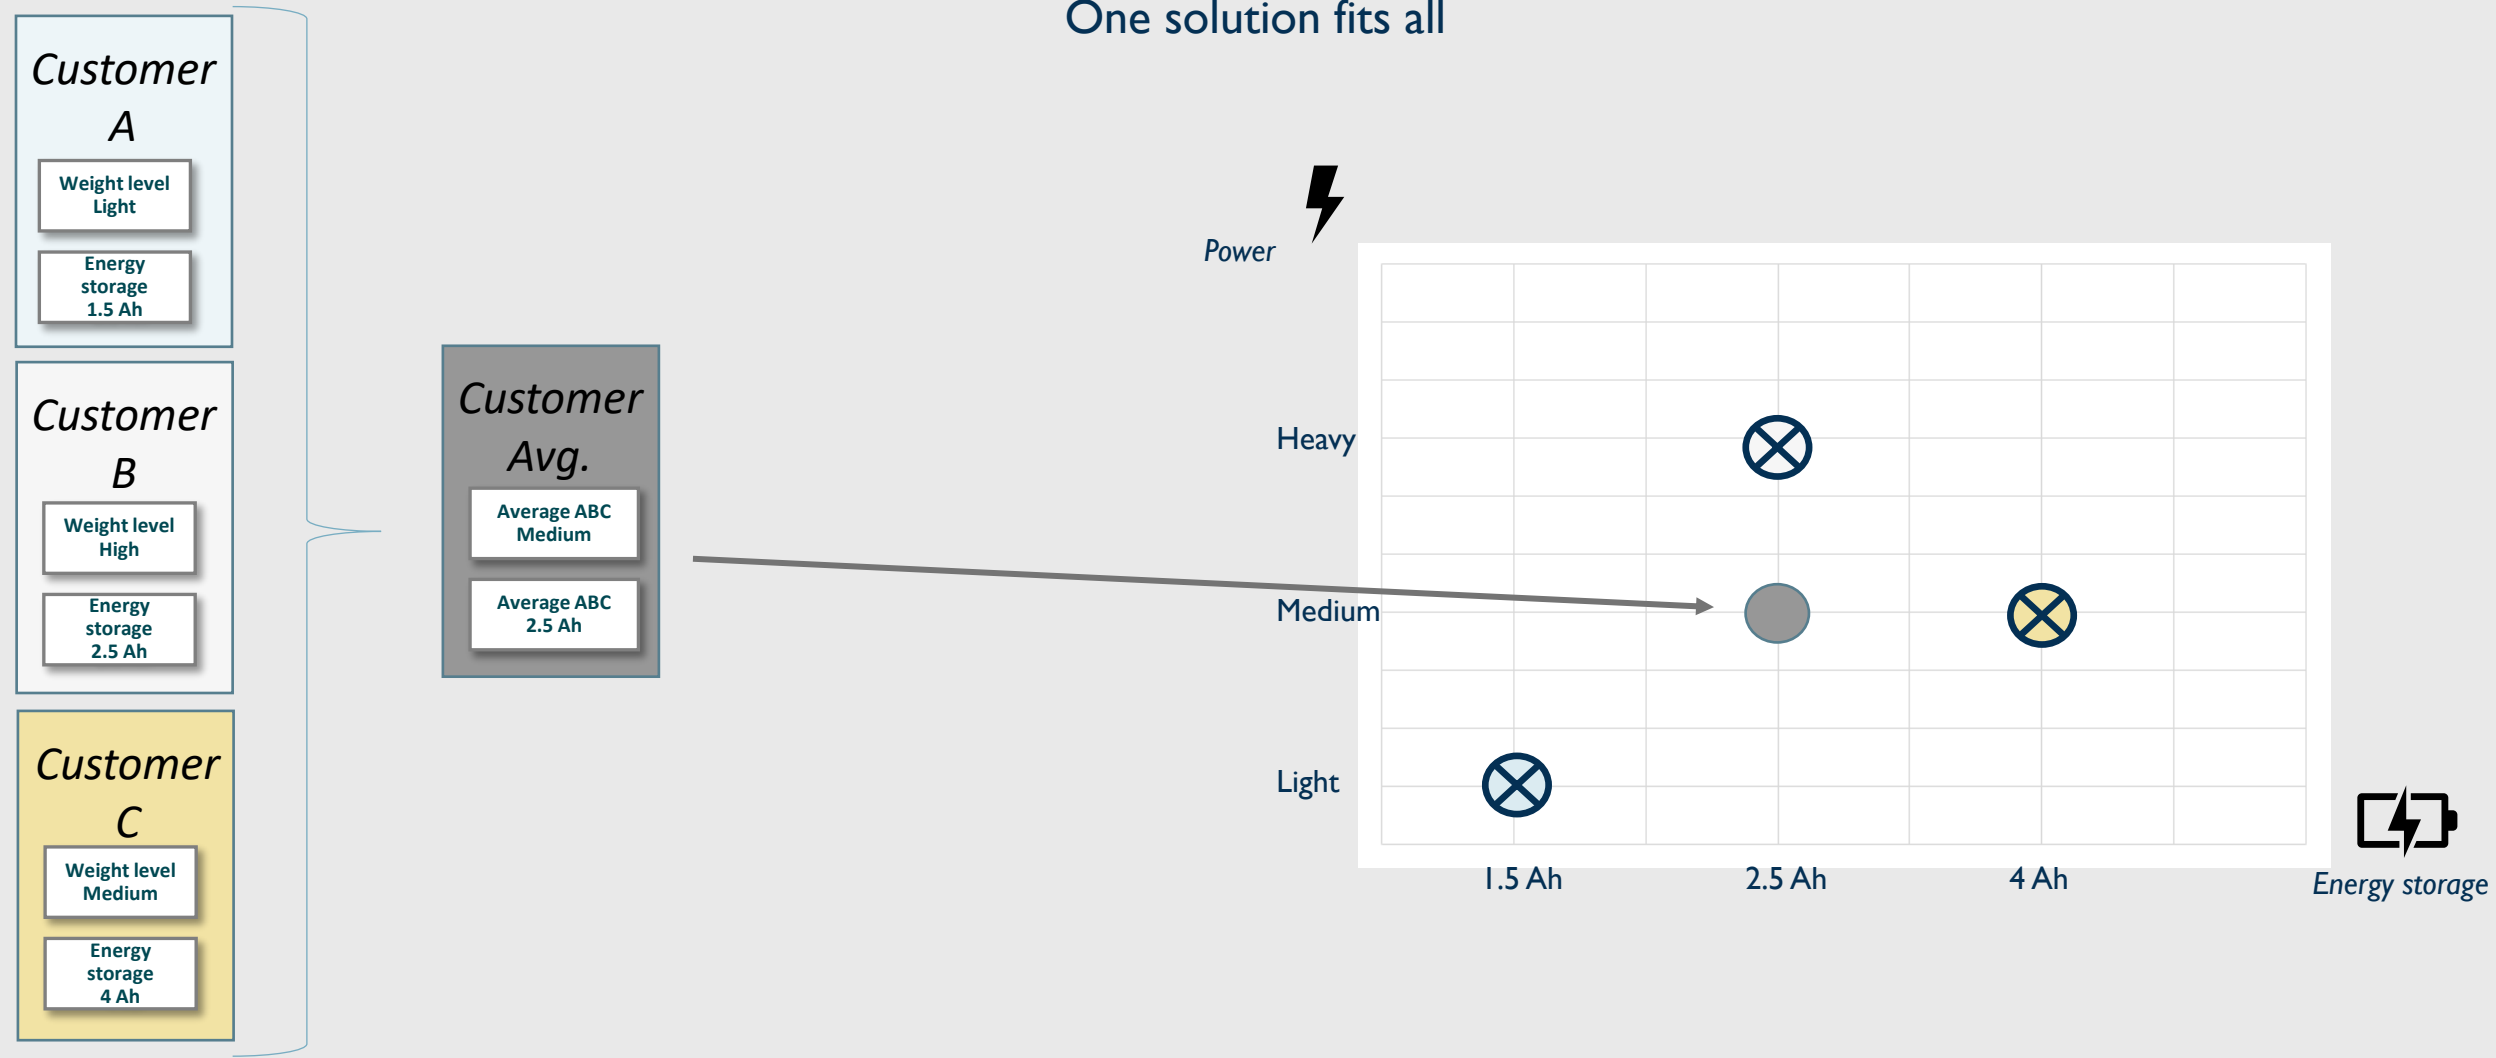 One solution fits all
Customer
A
Weight level
Light
Energy
storage
1.5 Ah
Customer
B
Weight level
High
Energy
storage
2.5 Ah
Customer
C
Weight level
Medium
Energy
storage
4 Ah
Customer
Avg.
Average ABC
Medium
Average ABC
2.5 Ah
Power
Heavy
Medium
Light
1.5 Ah
2.5 Ah
4 Ah
Energy storage